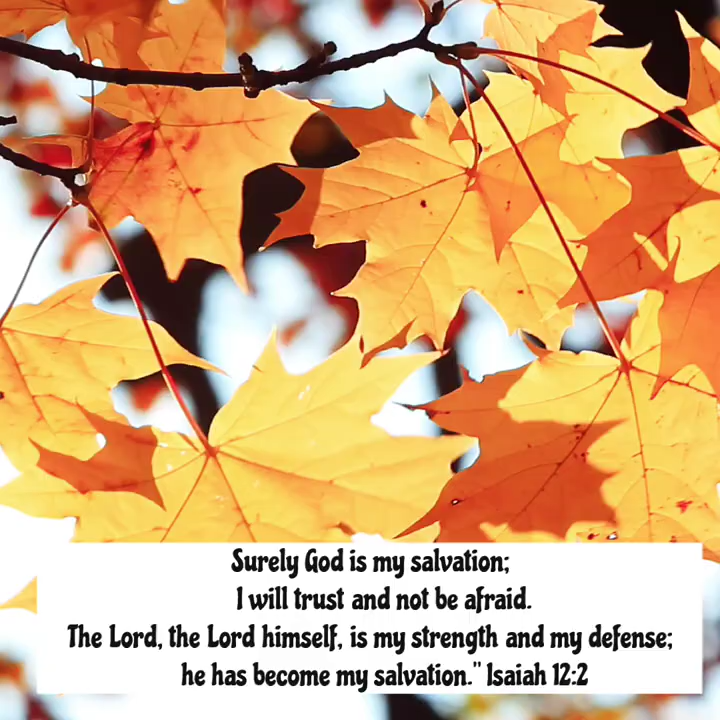 Surely God is my salvation;
I will trust and not be afraid.
The Lord, the Lord himself, is my strength and my defense;
he has become my salvation." Isaiah 12:2